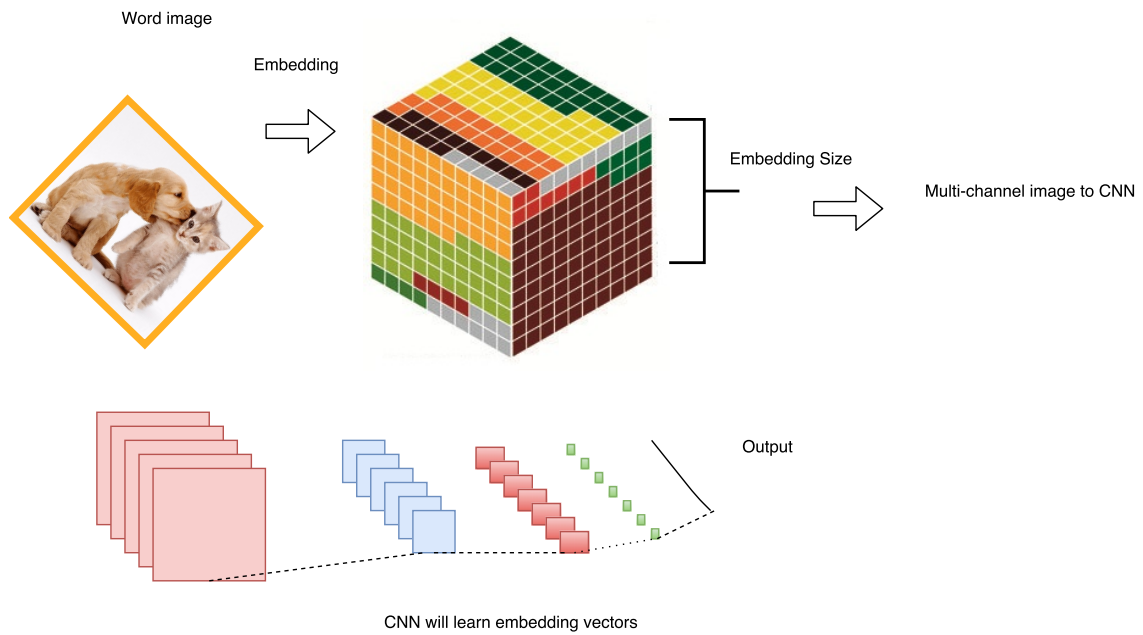 Word image
Embedding
Embedding Size
Multi-channel image to CNN
Output
CNN will learn embedding vectors